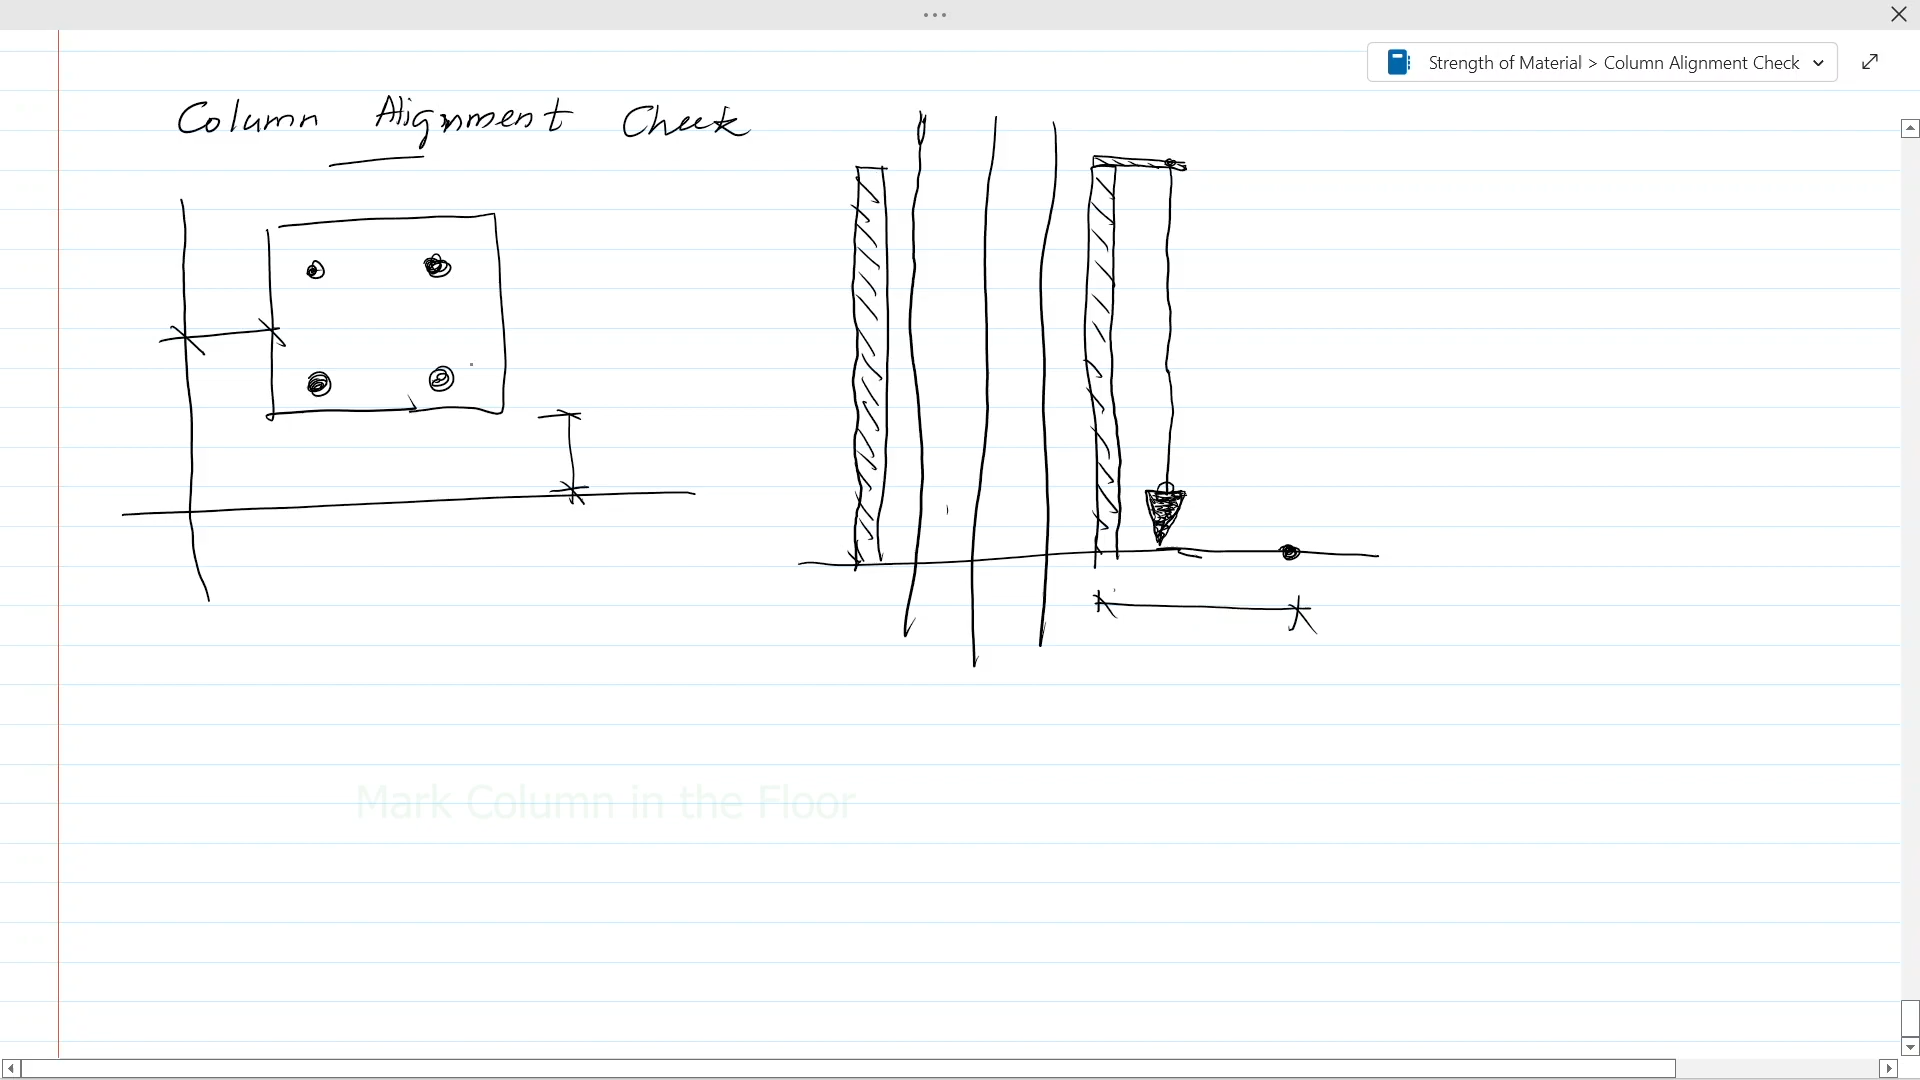 Strength of Material > Column Alignment Check
Column Alignment Check
Mark Column in the Floor